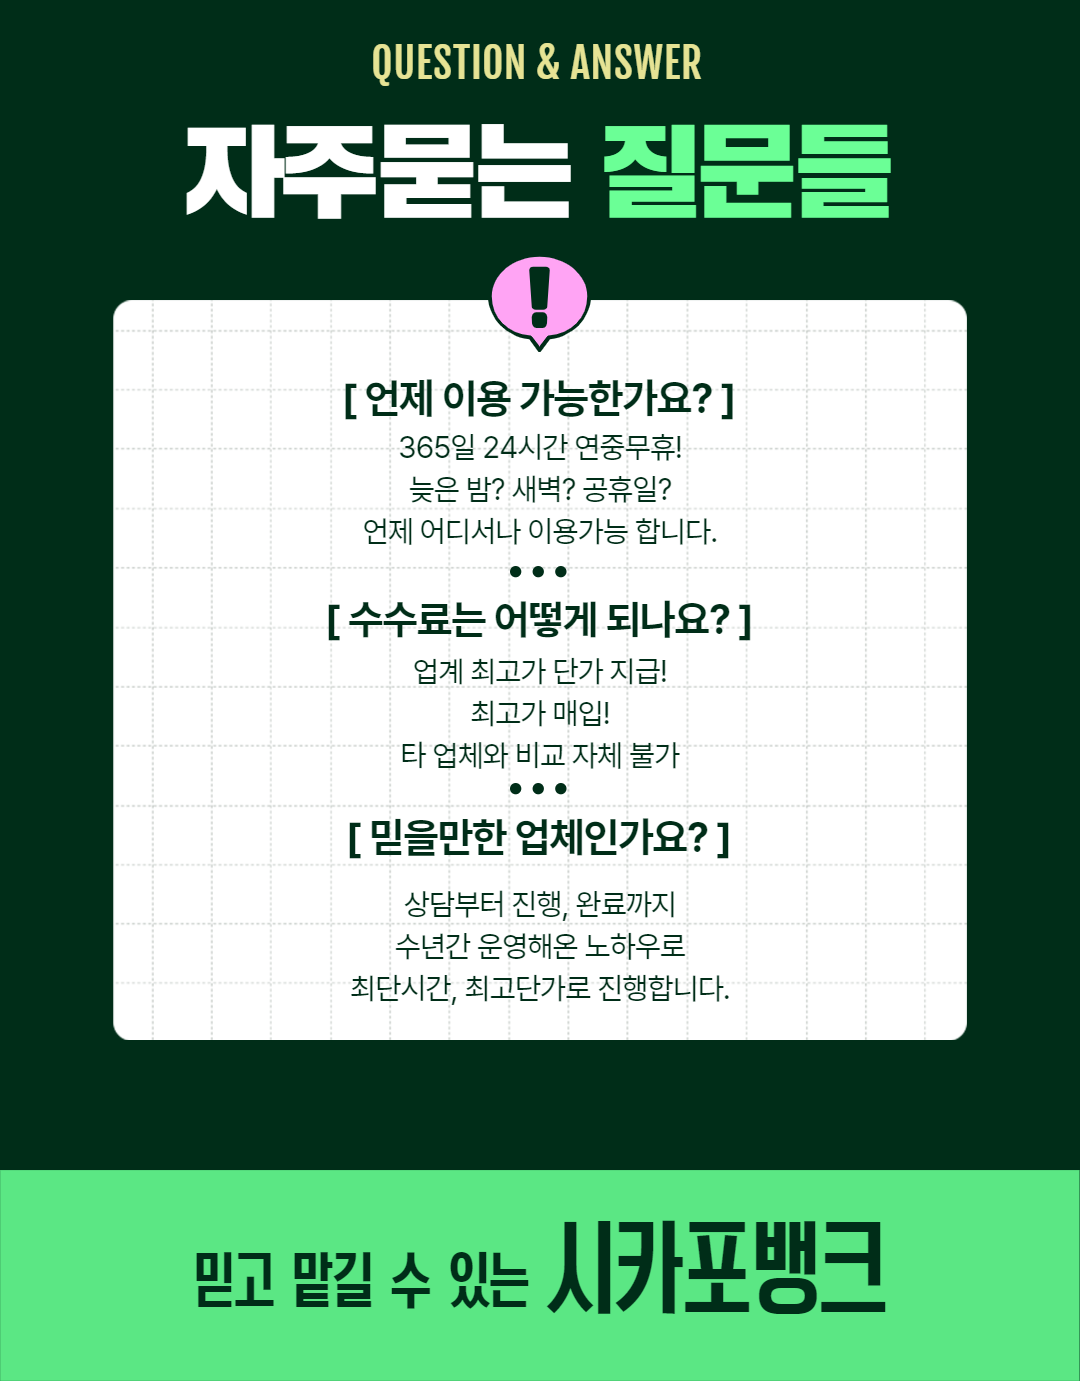 QUESTION & ANSWER
자주묻는 질문들
!
[ 언제 이용 가능한가요? ]
365일 24시간 연중무휴!
늦은 밤? 새벽? 공휴일?
언제 어디서나 이용가능 합니다.
[ 수수료는 어떻게 되나요? ]
업계 최고가 단가 지급!
최고가 매입!
타 업체와 비교 자체 불가
[ 믿을만한 업체인가요? ]
상담부터 진행, 완료까지
수년간 운영해온 노하우로
최단시간, 최고단가로 진행합니다.
믿고 맡길 수 있는 시카포뱅크